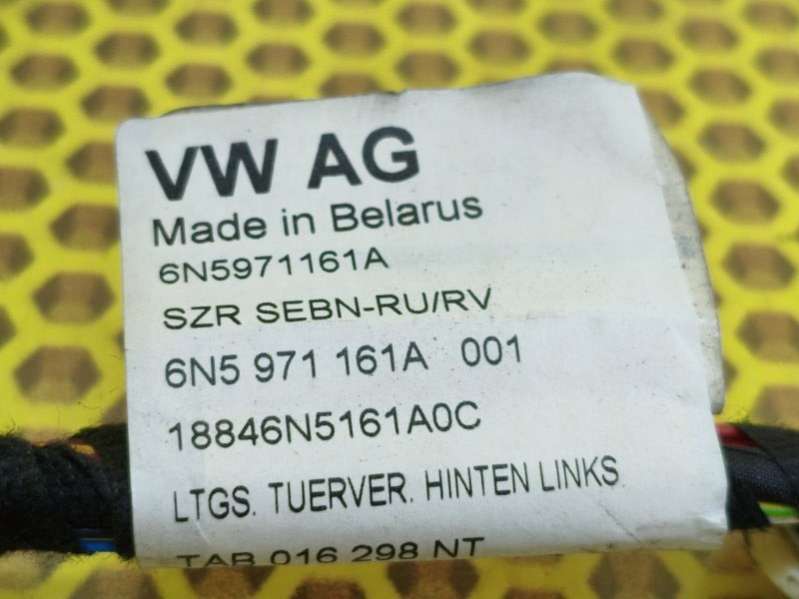 VW AG
Made in Belarus
6N5971161A
SZR SEBN-RU/RV
6N5 971 161A 001
18846N5161A0C
LTGS. TUERVER. HINTEN LINKS
TAB 016 298 NT